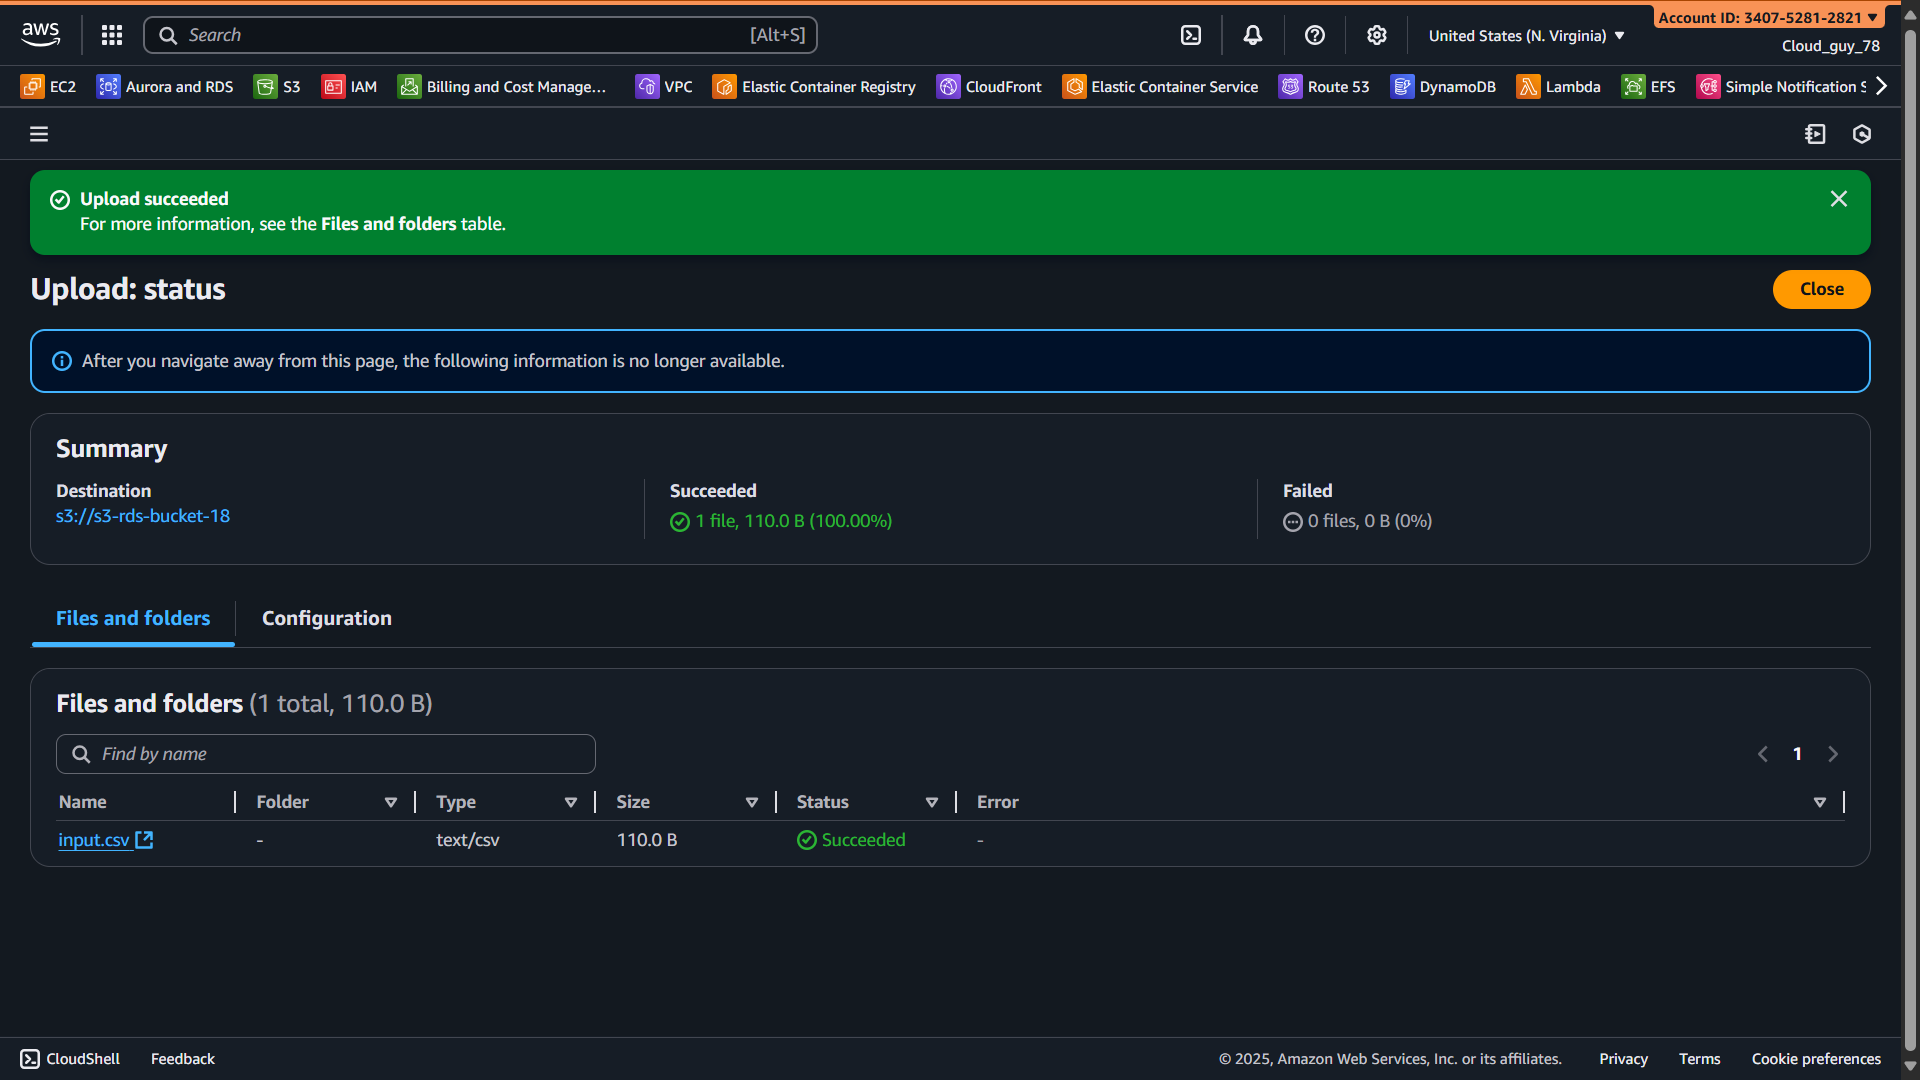 aws
Search [Alt+S]
United States (N. Virginia)
Account ID: 3407-5281-2821
Cloud_guy_78
EC2 Aurora and RDS S3 IAM Billing and Cost Manage... VPC Elastic Container Registry CloudFront Elastic Container Service Route 53 DynamoDB Lambda EFS Simple Notification S
Upload succeeded
For more information, see the Files and folders table.
Upload: status
Close
After you navigate away from this page, the following information is no longer available.
Summary
Destination Succeeded Failed
s3://s3-rds-bucket-18 1 file, 110.0 B (100.00%) 0 files, 0 B (0%)
Files and folders Configuration
Files and folders (1 total, 110.0 B)
Find by name 1
Name Folder Type Size Status Error
input.csv - text/csv 110.0 B Succeeded -
CloudShell Feedback © 2025, Amazon Web Services, Inc. or its affiliates. Privacy Terms Cookie preferences